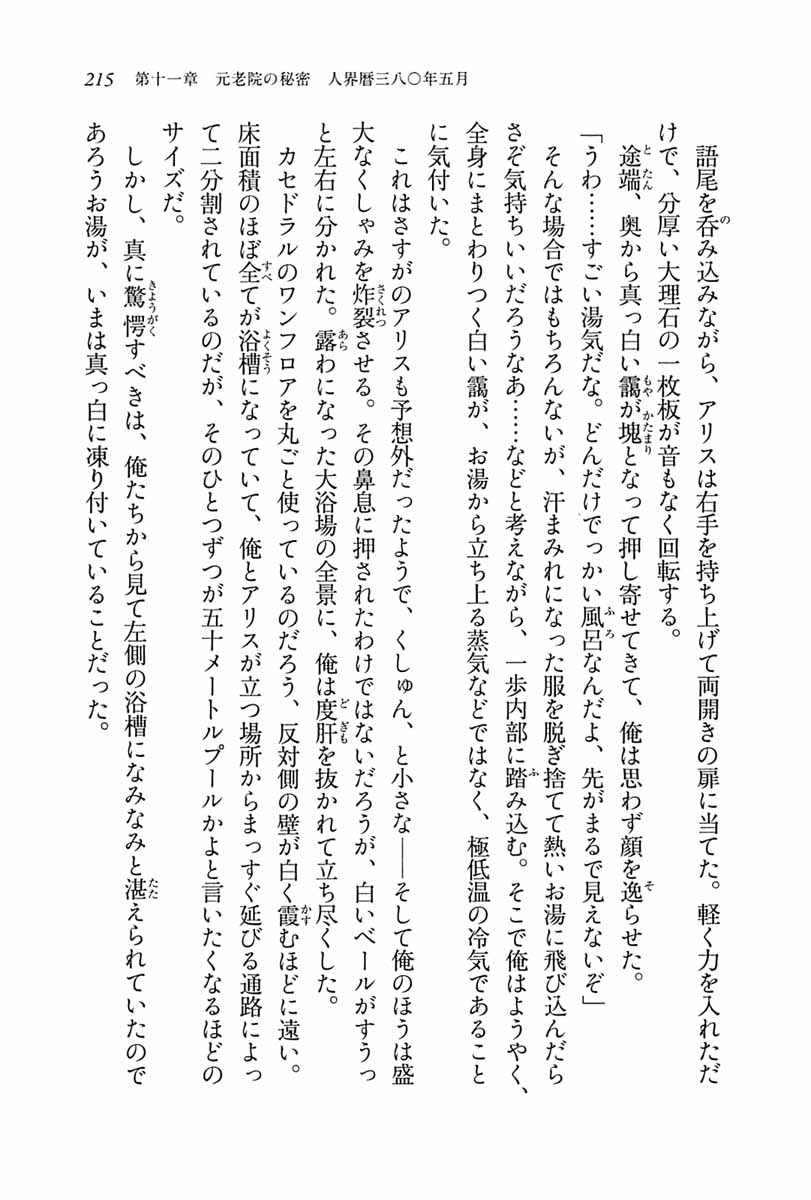 215　第十一章　元老院の秘密　人界暦三八〇年五月
　語尾を呑み込みながら、アリスは右手を持ち上げて両開きの扉に当てた。軽く力を入れただ
けで、分厚い大理石の一枚板が音もなく回転する。
　途端、奥から真っ白い靄が塊となって押し寄せてきて、俺は思わず顔を逸らせた。
「うわ……すごい湯気だな。どんだけでっかい風呂なんだよ、先がまるで見えないぞ」
　そんな場合ではもちろんないが、汗まみれになった服を脱ぎ捨てて熱いお湯に飛び込んだら
さぞ気持ちいいだろうなあ……などと考えながら、一歩内部に踏み込む。そこで俺はようやく、
全身にまとわりつく白い靄が、お湯から立ち上る蒸気などではなく、極低温の冷気であること
に気付いた。
　これはさすがのアリスも予想外だったようで、くしゅん、と小さな――そして俺のほうは盛
大なくしゃみを炸裂させる。その鼻息に押されたわけではないだろうが、白いベールがすうっ
と左右に分かれた。露わになった大浴場の全景に、俺は度肝を抜かれて立ち尽くした。
　カセドラルのワンフロアを丸ごと使っているのだろう、反対側の壁が白く霞むほどに遠い。
床面積のほぼ全てが浴槽になっていて、俺とアリスが立つ場所からまっすぐ延びる通路によっ
て二分割されているのだが、そのひとつずつが五十メートルプールかよと言いたくなるほどの
サイズだ。
　しかし、真に驚愕すべきは、俺たちから見て左側の浴槽になみなみと湛えられていたので
あろうお湯が、いまは真っ白に凍り付いていることだった。